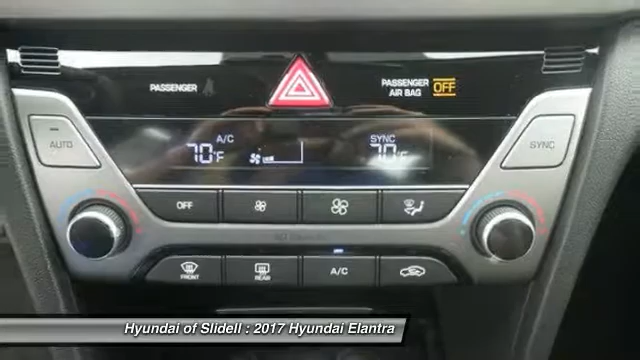 PASSENGER
PASSENGER AIR BAG OFF
A/C
SYNC
70°F
70°F
AUTO
SYNC
OFF
FRONT
REAR
A/C
Hyundai of Slidell : 2017 Hyundai Elantra